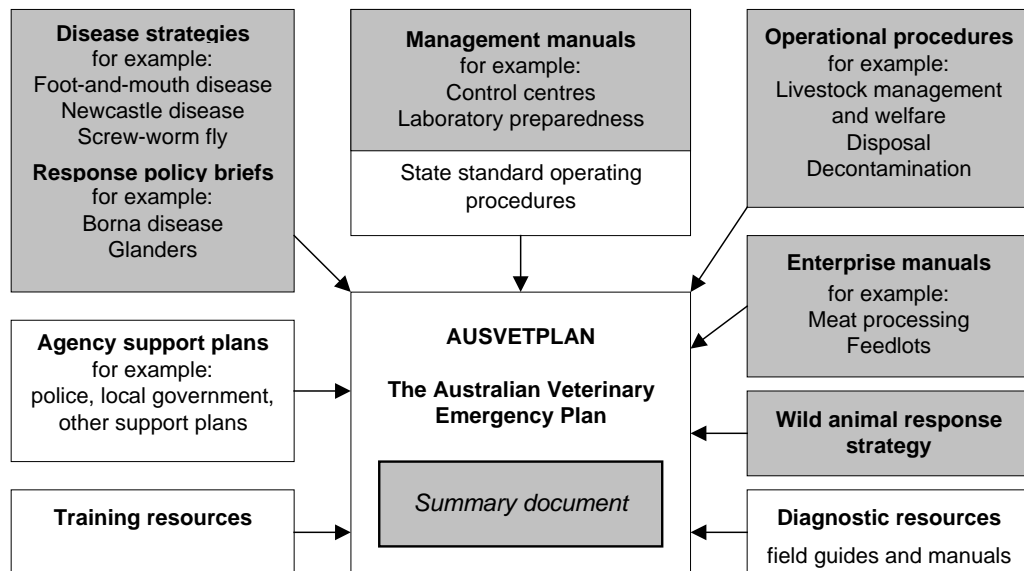 Disease strategies
for example:
Foot-and-mouth disease
Newcastle disease
Screw-worm fly
Response policy briefs
for example:
Borna disease
Glanders
Management manuals
for example:
Control centres
Laboratory preparedness
State standard operating
procedures
Operational procedures
for example:
Livestock management
and welfare
Disposal
Decontamination
Enterprise manuals
for example:
Meat processing
Feedlots
Agency support plans
for example:
police, local government,
other support plans
AUSVETPLAN
The Australian Veterinary
Emergency Plan
Summary document
Wild animal response
strategy
Training resources
Diagnostic resources
field guides and manuals